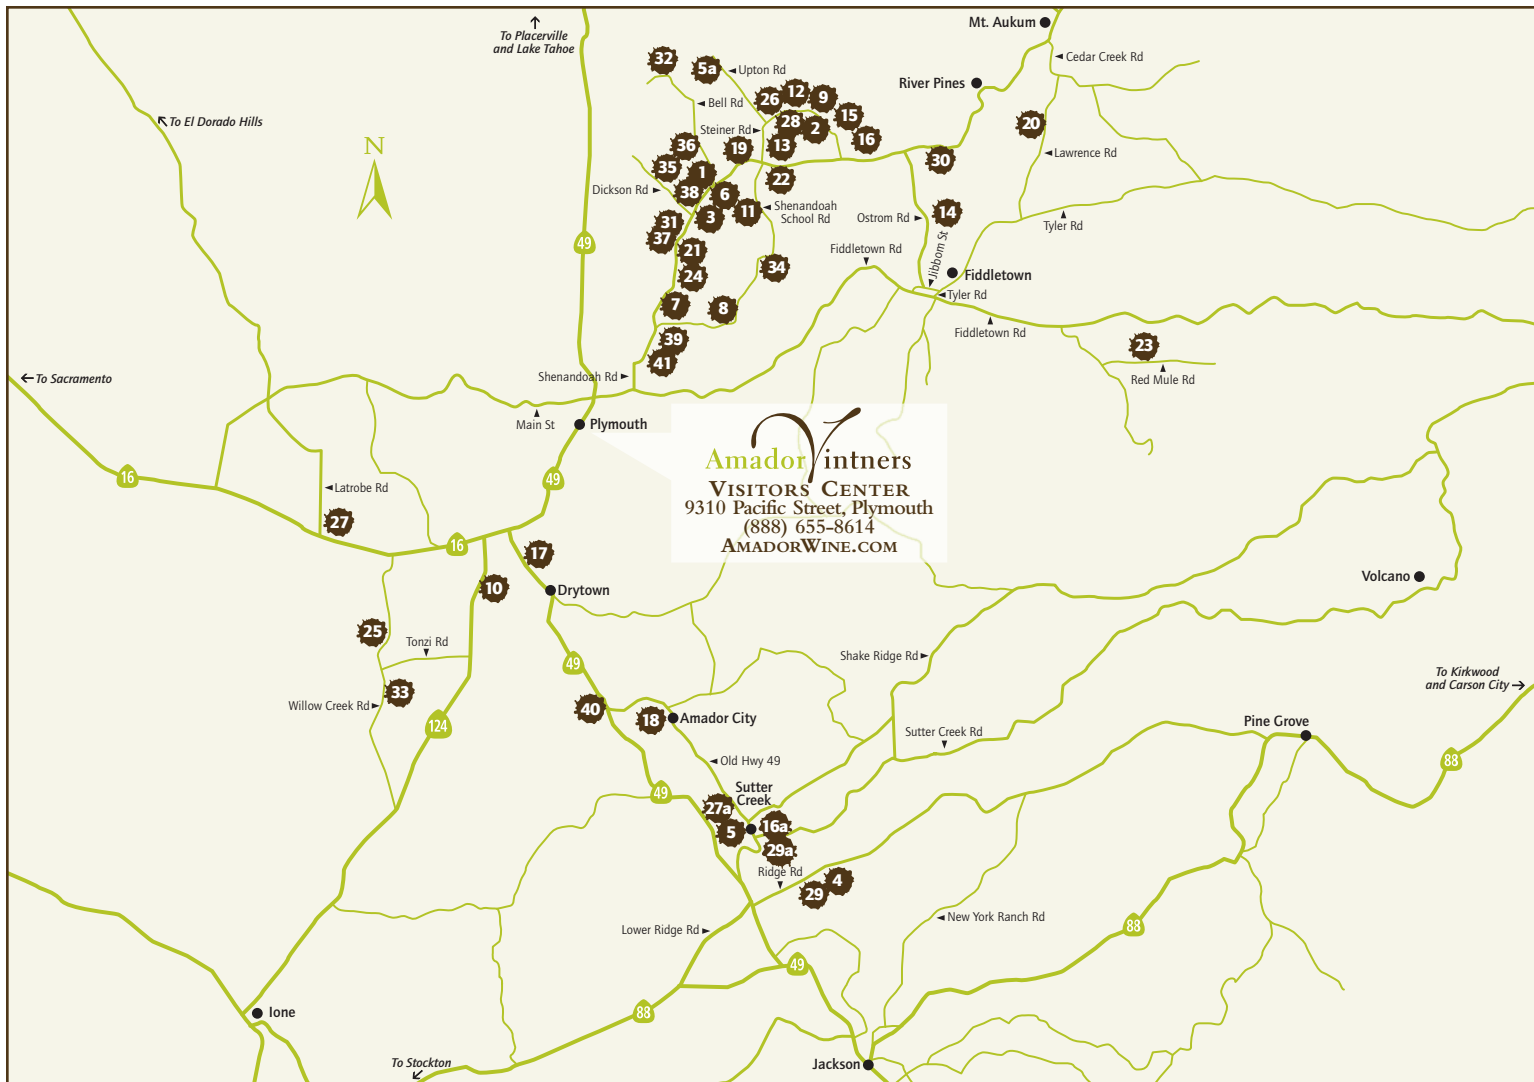 To Placerville
and Lake Tahoe
Mt. Aukum
Cedar Creek Rd
32
5a
Upton Rd
River Pines
Bell Rd
26
12
9
15
To El Dorado Hills
Steiner Rd
28
2
20
36
19
13
16
30
Lawrence Rd
N
35
1
22
Dickson Rd
38
6
Shenandoah
School Rd
31
3
11
Ostrom Rd
14
Tyler Rd
37
49
21
Fiddletown Rd
Jibbom St
24
34
Fiddletown
7
8
Tyler Rd
Fiddletown Rd
39
23
41
To Sacramento
Shenandoah Rd
Red Mule Rd
Main St
Plymouth
Amador Vintners
Visitors Center
9310 Pacific Street, Plymouth
(888) 655-8614
AmadorWine.com
16
49
Latrobe Rd
27
16
17
Volcano
10
Drytown
25
Tonzi Rd
49
Shake Ridge Rd
To Kirkwood
and Carson City
33
Willow Creek Rd
40
18
Amador City
124
Sutter Creek Rd
Pine Grove
Old Hwy 49
88
49
Sutter
Creek
27a
5
16a
29a
Ridge Rd
29
4
New York Ranch Rd
88
Lower Ridge Rd
49
Ione
88
To Stockton
Jackson